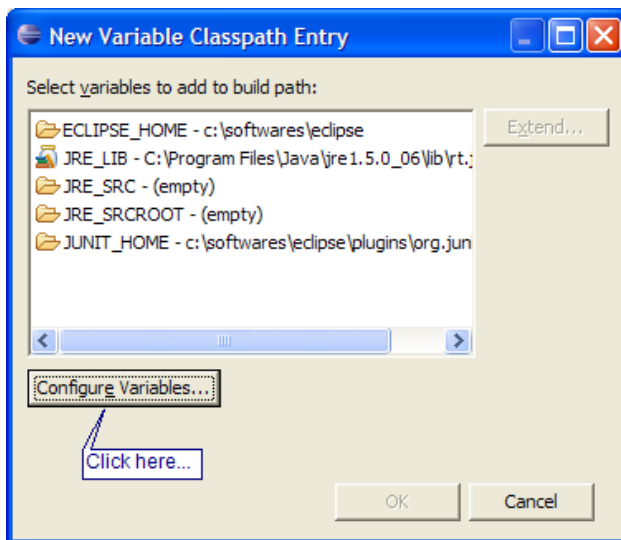 New Variable Classpath Entry
Select variables to add to build path:
ECLIPSE_HOME - c:\softwares\eclipse
Extend...
JRE_LIB - C:\Program Files\Java\jre1.5.0_06\lib\rt.j
JRE_SRC - (empty)
JRE_SRCROOT - (empty)
JUNIT_HOME - c:\softwares\eclipse\plugins\org.jun
Configure Variables...
Click here...
OK
Cancel